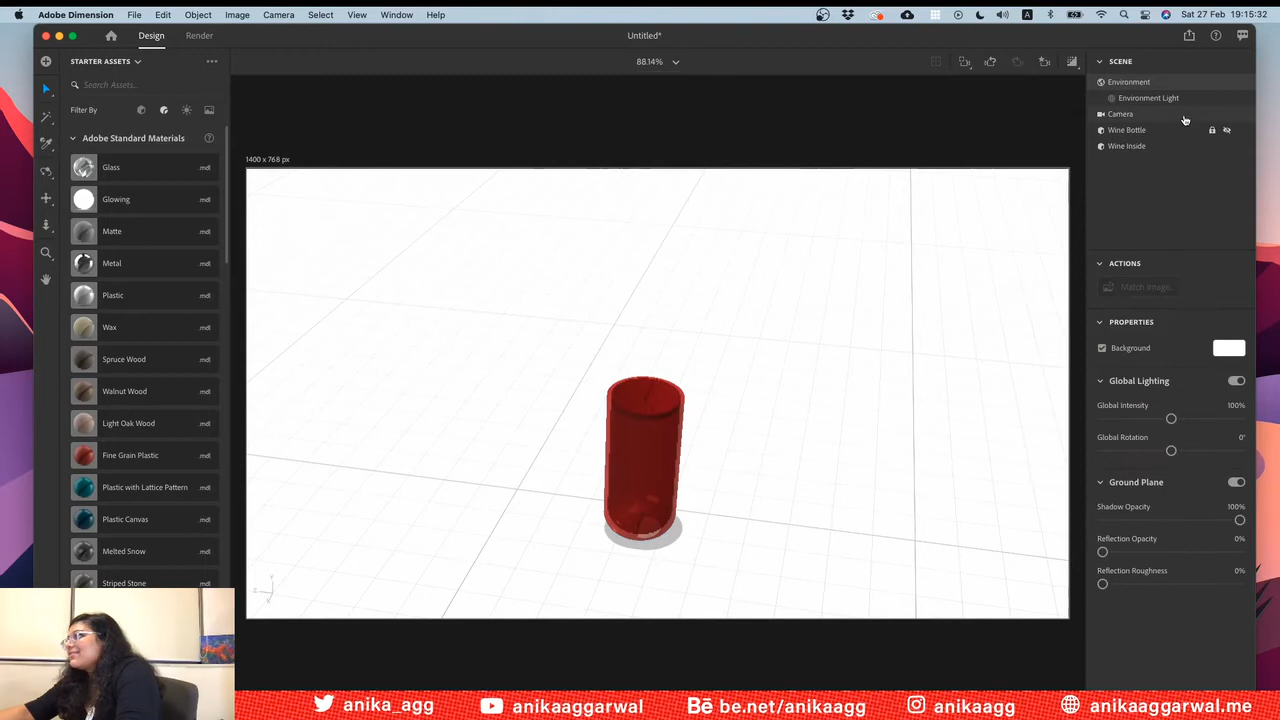 Adobe Dimension File Edit Object Image Camera Select View Window Help
A Sat 27 Feb 19:15:32
Design Render Untitled*
STARTER ASSETS
Search Assets...
Filter By
Adobe Standard Materials
Glass .mdl
Glowing .mdl
Matte .mdl
Metal .mdl
Plastic .mdl
Wax .mdl
Spruce Wood .mdl
Walnut Wood .mdl
Light Oak Wood .mdl
Fine Grain Plastic .mdl
Plastic with Lattice Pattern .mdl
Plastic Canvas .mdl
Melted Snow .mdl
Striped Stone .mdl
88.14%
1400 x 768 px
Y
Z
X
SCENE
Environment
Environment Light
Camera
Wine Bottle
Wine Inside
ACTIONS
Match Image...
PROPERTIES
Background
Global Lighting
Global Intensity 100%
Global Rotation 0°
Ground Plane
Shadow Opacity 100%
Reflection Opacity 0%
Reflection Roughness 0%
anika_agg anikaaggarwal Bē be.net/anikaagg anikaagg anikaaggarwal.me